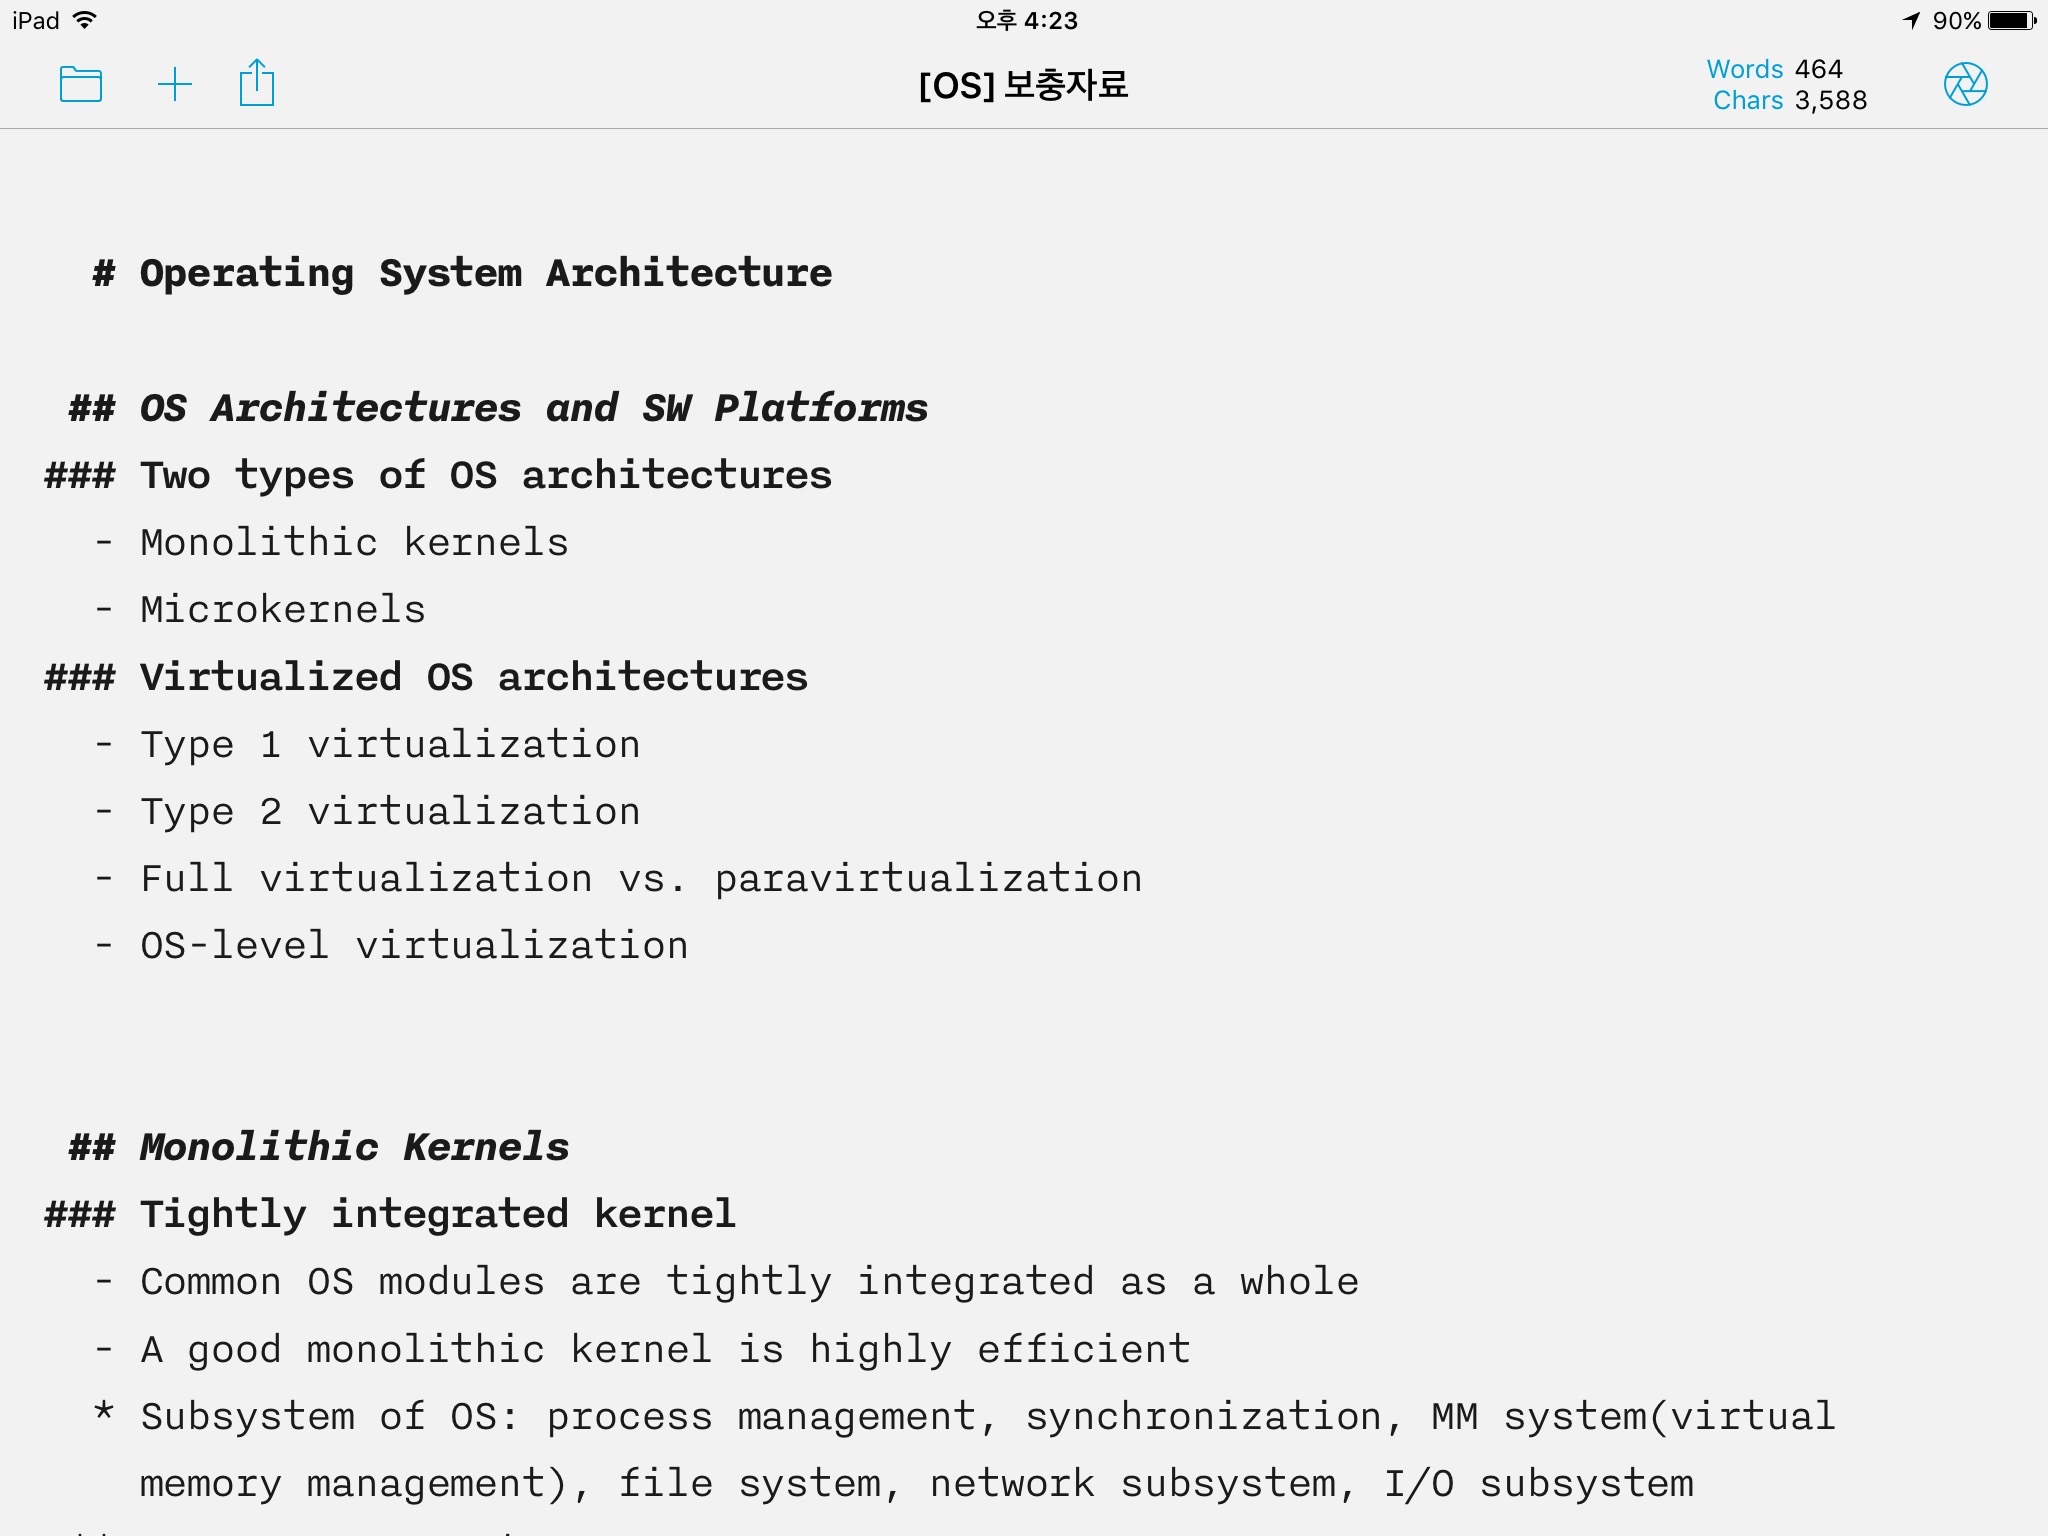 iPad 오후 4:23 90%
[OS] 보충자료
Words 464
Chars 3,588
# Operating System Architecture
## OS Architectures and SW Platforms
### Two types of OS architectures
- Monolithic kernels
- Microkernels
### Virtualized OS architectures
- Type 1 virtualization
- Type 2 virtualization
- Full virtualization vs. paravirtualization
- OS-level virtualization
## Monolithic Kernels
### Tightly integrated kernel
- Common OS modules are tightly integrated as a whole
- A good monolithic kernel is highly efficient
* Subsystem of OS: process management, synchronization, MM system(virtual
memory management), file system, network subsystem, I/O subsystem